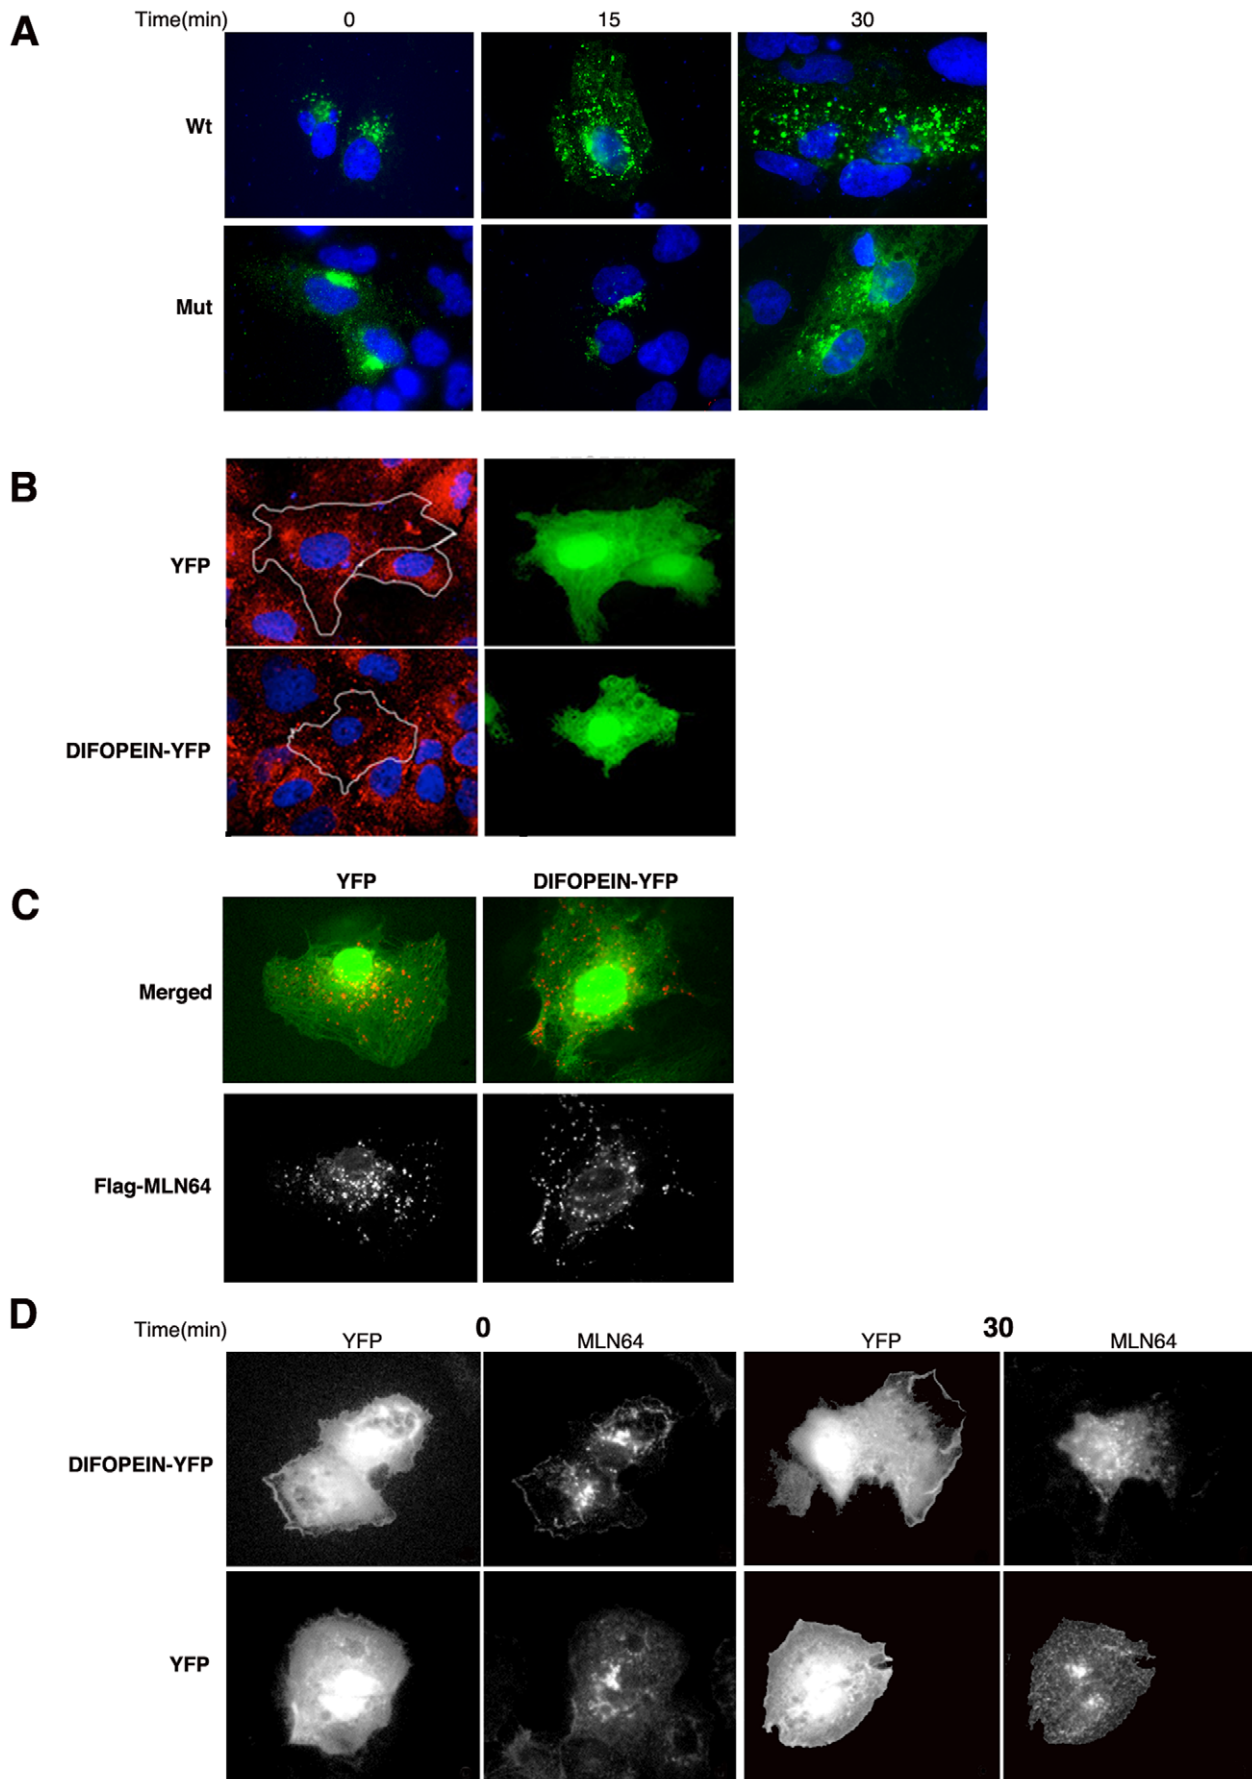 A
Time(min) 0 15 30
Wt
Mut
B
YFP
DIFOPEIN-YFP
C
YFP DIFOPEIN-YFP
Merged
Flag-MLN64
D
Time(min) 0 30
YFP MLN64 YFP MLN64
DIFOPEIN-YFP
YFP